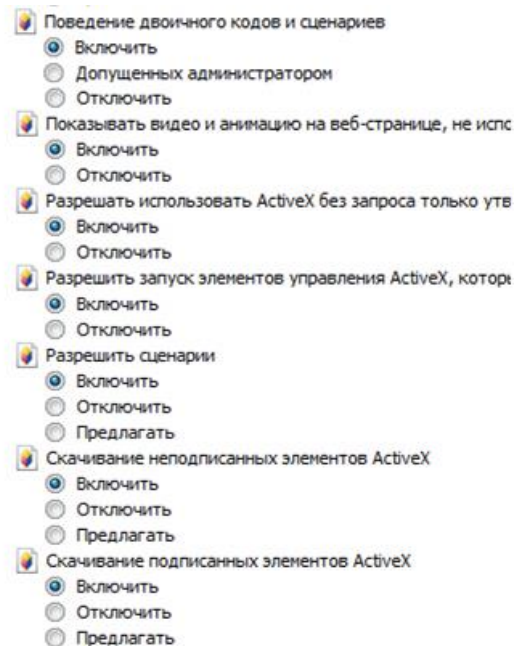 Поведение двоичного кодов и сценариев
Включить
Допущенных администратором
Отключить
Показывать видео и анимацию на веб-странице, не испо
Включить
Отключить
Разрешать использовать ActiveX без запроса только утв
Включить
Отключить
Разрешить запуск элементов управления ActiveX, которы
Включить
Отключить
Разрешить сценарии
Включить
Отключить
Предлагать
Скачивание неподписанных элементов ActiveX
Включить
Отключить
Предлагать
Скачивание подписанных элементов ActiveX
Включить
Отключить
Предлагать